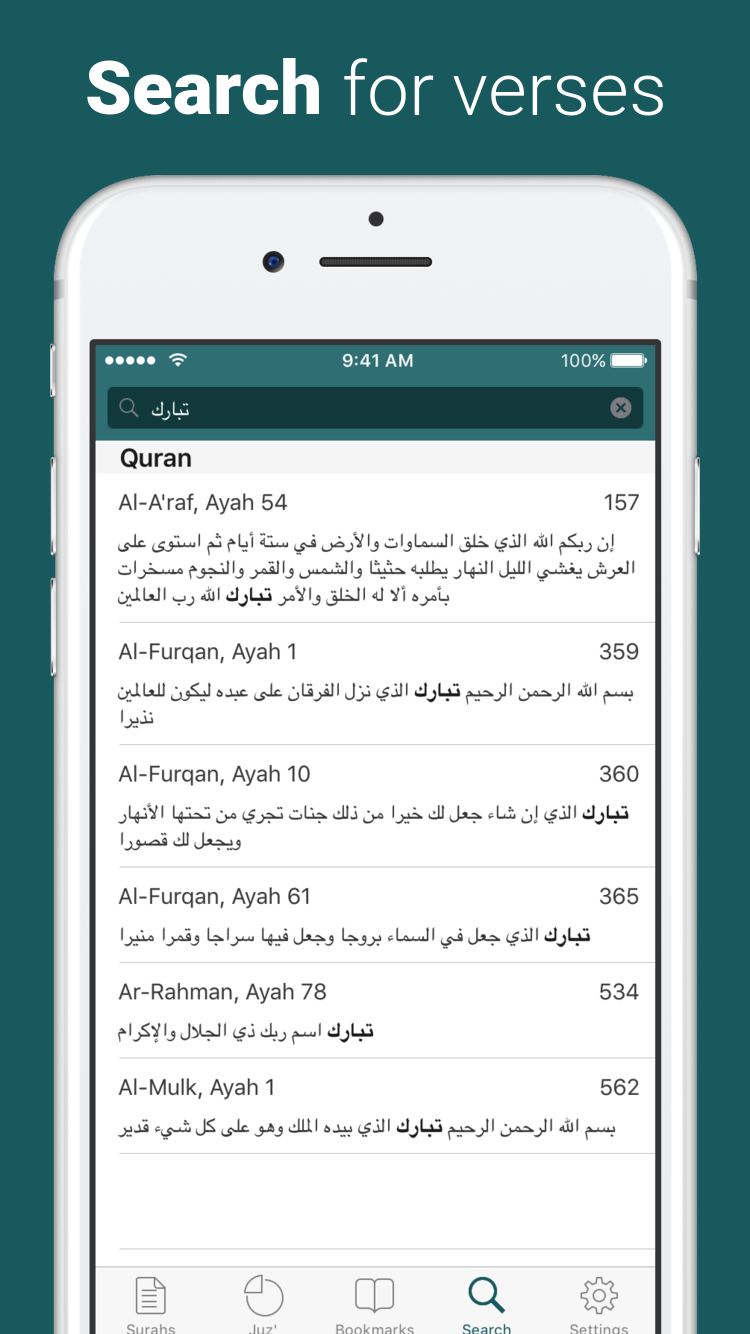 Search for verses
9:41 AM 100%
تبارك
Quran
Al-A'raf, Ayah 54 157
إن ربكم الله الذي خلق السماوات والأرض في ستة أيام ثم استوى على
العرش يغشي الليل النهار يطلبه حثيثا والشمس والقمر والنجوم مسخرات
بأمره ألا له الخلق والأمر تبارك الله رب العالمين
Al-Furqan, Ayah 1 359
بسم الله الرحمن الرحيم تبارك الذي نزل الفرقان على عبده ليكون للعالمين
نذيرا
Al-Furqan, Ayah 10 360
تبارك الذي إن شاء جعل لك خيرا من ذلك جنات تجري من تحتها الأنهار
ويجعل لك قصورا
Al-Furqan, Ayah 61 365
تبارك الذي جعل في السماء بروجا وجعل فيها سراجا وقمرا منيرا
Ar-Rahman, Ayah 78 534
تبارك اسم ربك ذي الجلال والإكرام
Al-Mulk, Ayah 1 562
بسم الله الرحمن الرحيم تبارك الذي بيده الملك وهو على كل شيء قدير
Surahs Juz' Bookmarks Search Settings